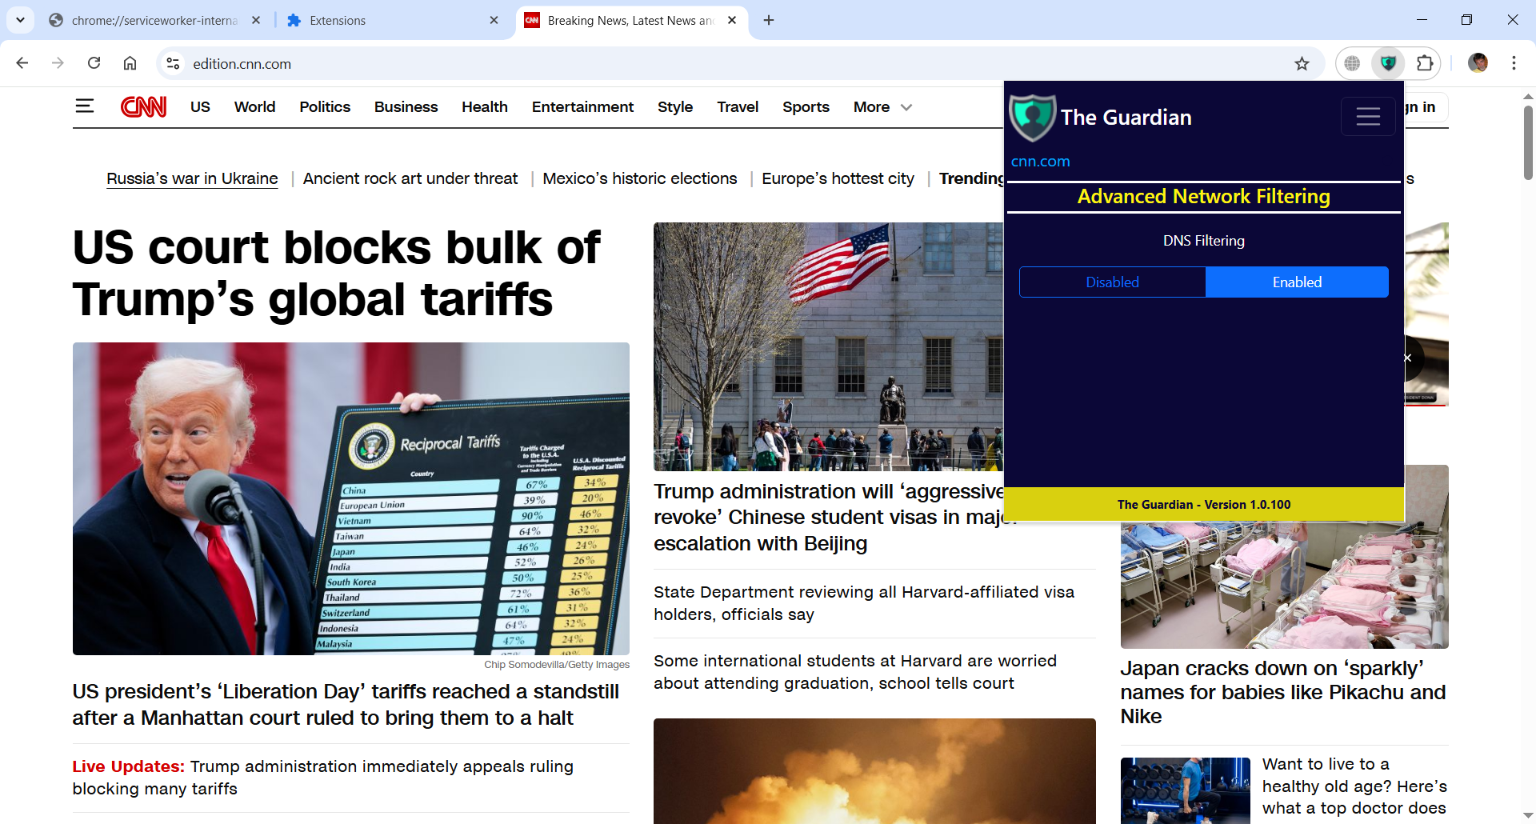 chrome://serviceworker-interna
Extensions
Breaking News, Latest News an
edition.cnn.com
CNN
US
World
Politics
Business
Health
Entertainment
Style
Travel
Sports
More
gn in
Russia's war in Ukraine
Ancient rock art under threat
Mexico's historic elections
Europe's hottest city
Trending
s
The Guardian
cnn.com
Advanced Network Filtering
DNS Filtering
Disabled
Enabled
The Guardian - Version 1.0.100
US court blocks bulk of
Trump's global tariffs
Reciprocal Tariffs
Country
Tariffs Charged
to the U.S.A.
Including
Currency Manipulation
and Trade Barriers
U.S.A. Discounted
Reciprocal Tariffs
China 67% 34%
European Union 39% 20%
Vietnam 90% 46%
Taiwan 64% 32%
Japan 46% 24%
India 52% 26%
South Korea 50% 25%
Thailand 72% 36%
Switzerland 61% 31%
Indonesia 64% 32%
Malaysia 47% 24%
Chip Somodevilla/Getty Images
US president's 'Liberation Day' tariffs reached a standstill
after a Manhattan court ruled to bring them to a halt
Live Updates: Trump administration immediately appeals ruling
blocking many tariffs
Trump administration will 'aggressive
revoke' Chinese student visas in major
escalation with Beijing
State Department reviewing all Harvard-affiliated visa
holders, officials say
Some international students at Harvard are worried
about attending graduation, school tells court
Japan cracks down on 'sparkly'
names for babies like Pikachu and
Nike
Want to live to a
healthy old age? Here's
what a top doctor does